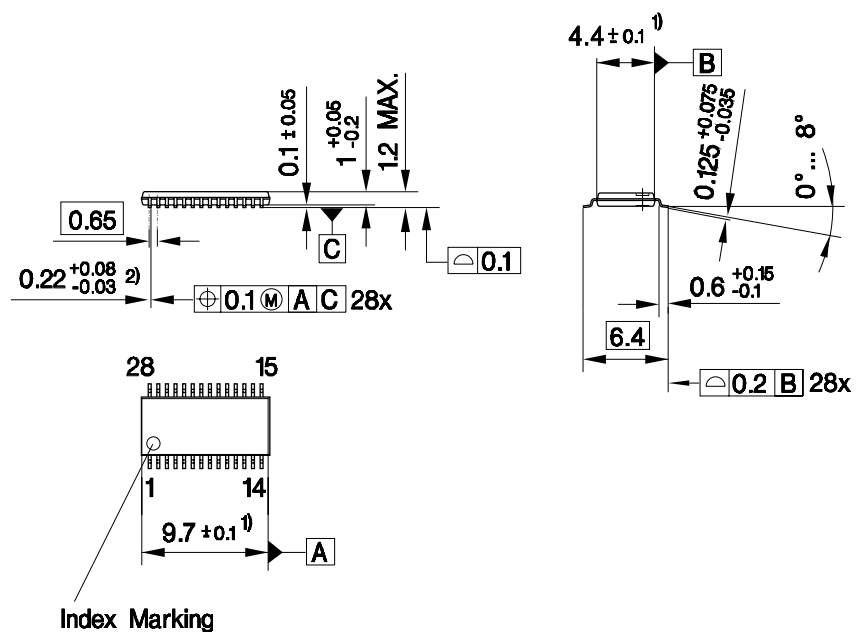 4.4 ±0.1 1)
B
0.1 ±0.05
1 +0.05 -0.2
1.2 MAX.
0.125 +0.075 -0.035
0°... 8°
0.65
C
⌓ 0.1
0.22 +0.08 -0.03 2)
⌖ 0.1 Ⓜ A C 28x
0.6 +0.15 -0.1
6.4
⌓ 0.2 B 28x
28 15
1 14
9.7 ±0.1 1)
A
Index Marking